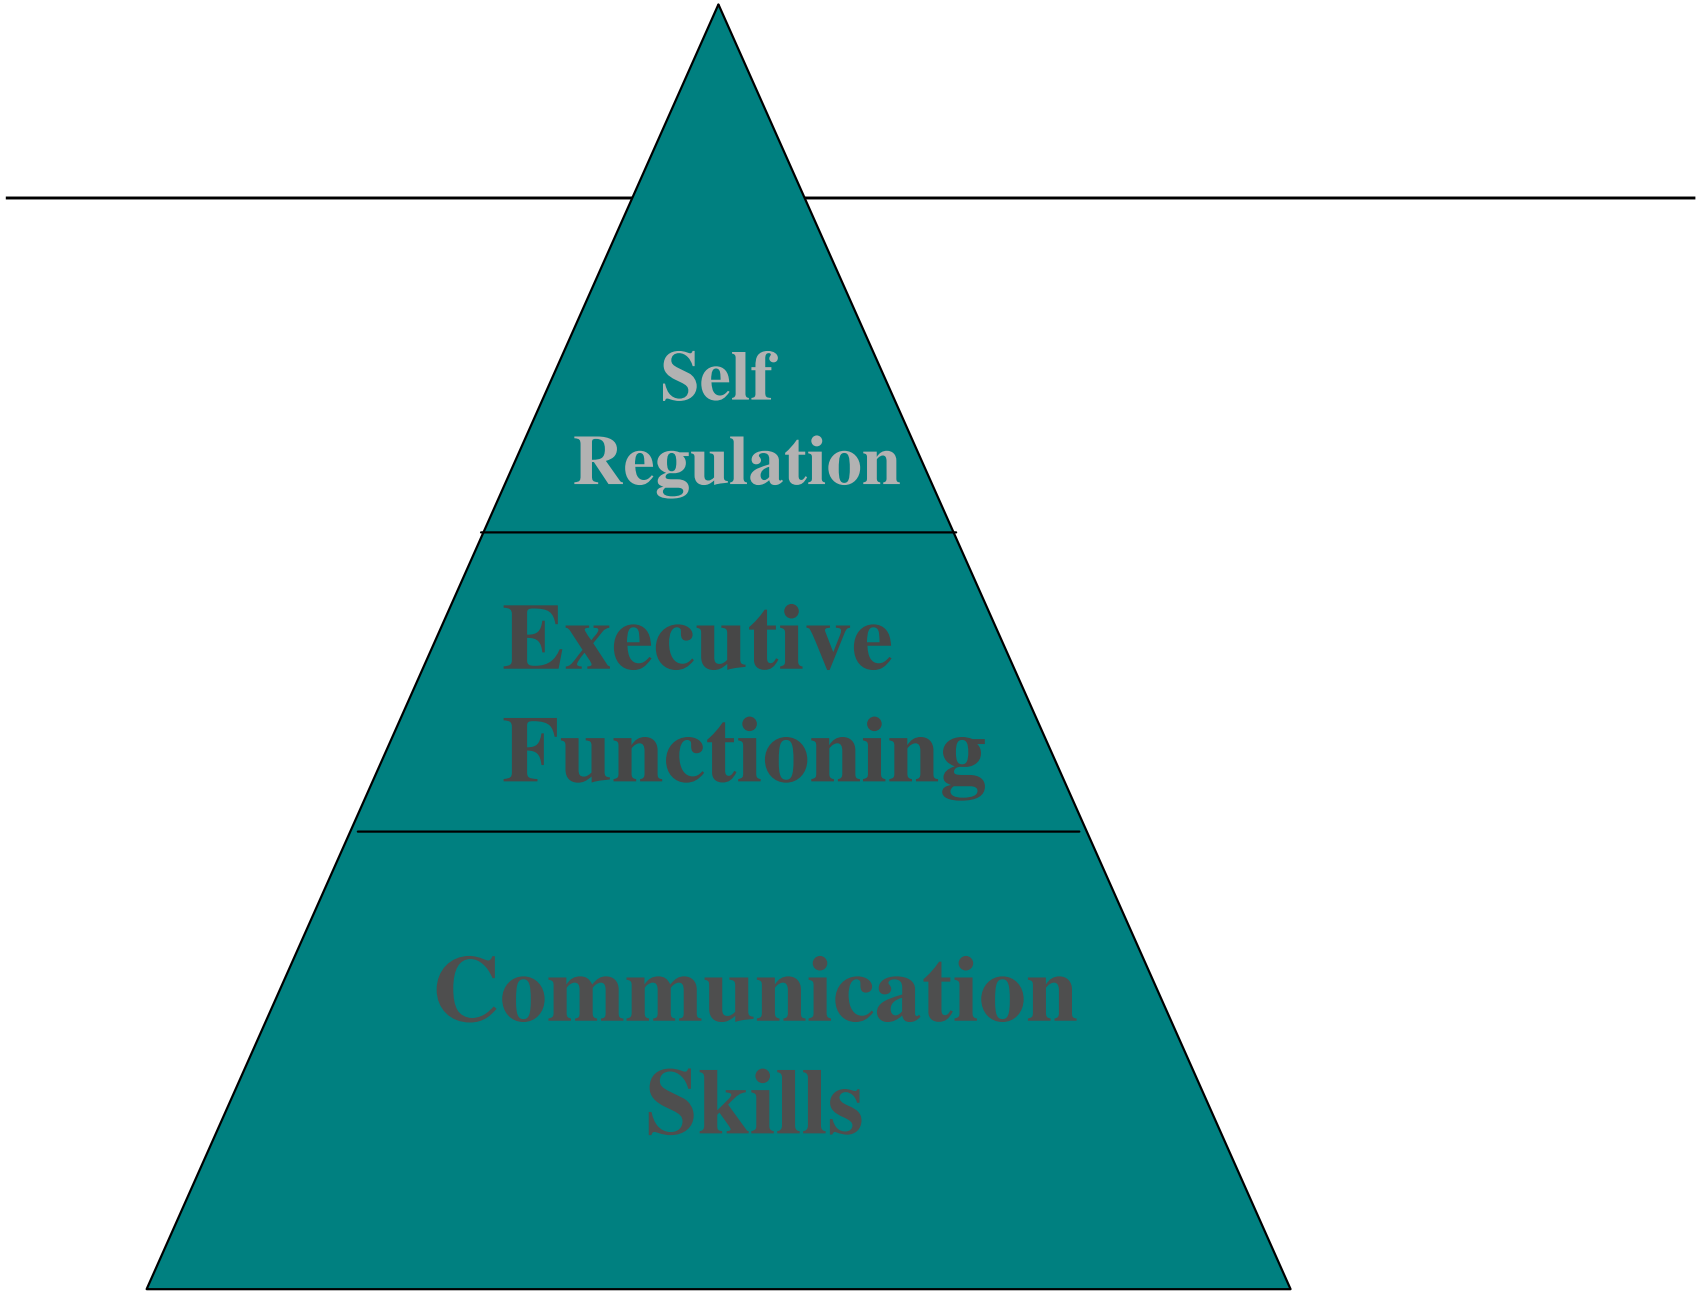 Self
Regulation
Executive
Functioning
Communication
Skills